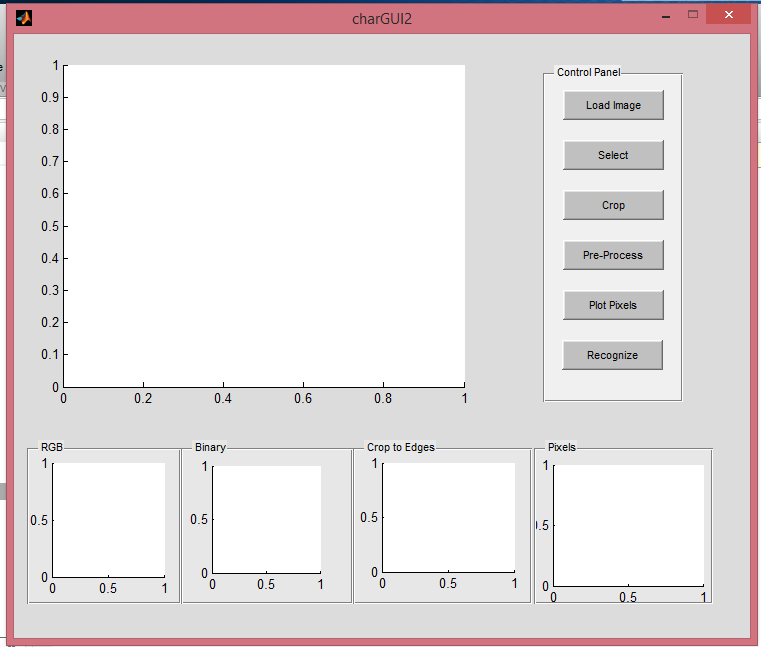 charGUI2
Control Panel
Load Image
Select
Crop
Pre-Process
Plot Pixels
Recognize
1
0.9
0.8
0.7
0.6
0.5
0.4
0.3
0.2
0.1
0
0 0.2 0.4 0.6 0.8 1
RGB
1
0.5
0
0 0.5 1
Binary
1
0.5
0
0 0.5 1
Crop to Edges
1
0.5
0
0 0.5 1
Pixels
1
.5
0
0 0.5 1